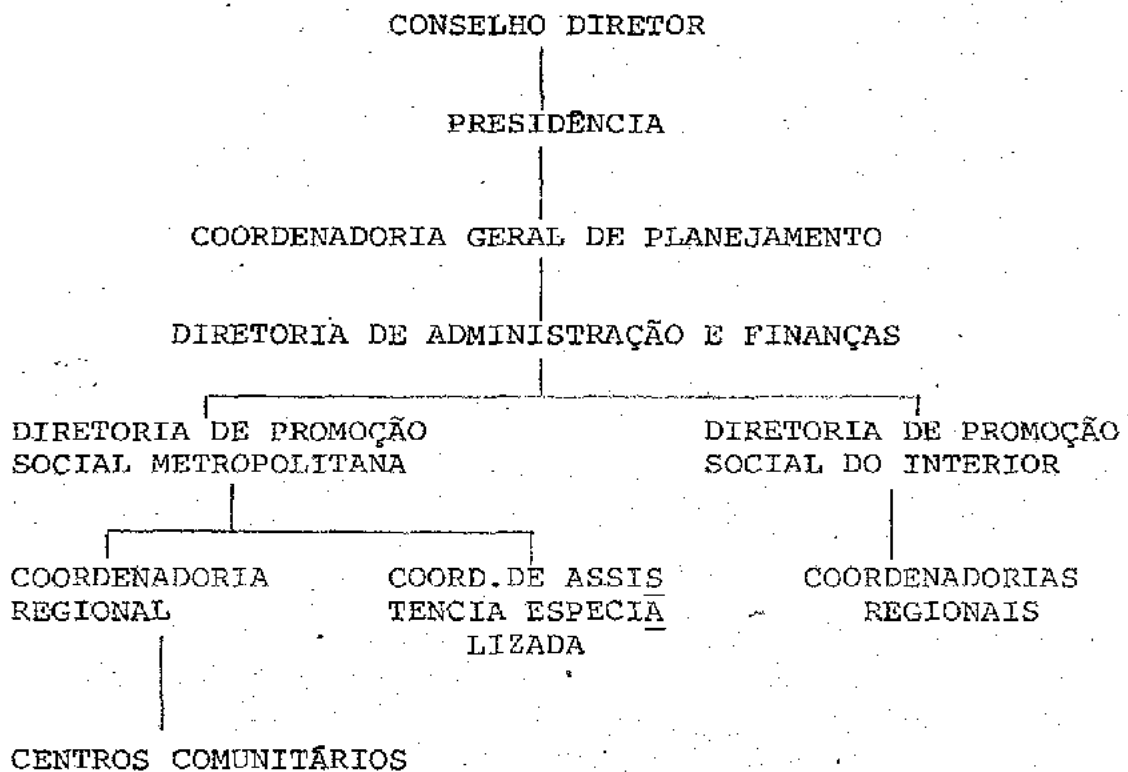 CONSELHO DIRETOR
PRESIDÊNCIA
COORDENADORIA GERAL DE PLANEJAMENTO
DIRETORIA DE ADMINISTRAÇÃO E FINANÇAS
DIRETORIA DE PROMOÇÃO
SOCIAL METROPOLITANA
DIRETORIA DE PROMOÇÃO
SOCIAL DO INTERIOR
COORDENADORIA
REGIONAL
COORD.DE ASSIS
TENCIA ESPECIA
LIZADA
COORDENADORIAS
REGIONAIS
CENTROS COMUNITÁRIOS